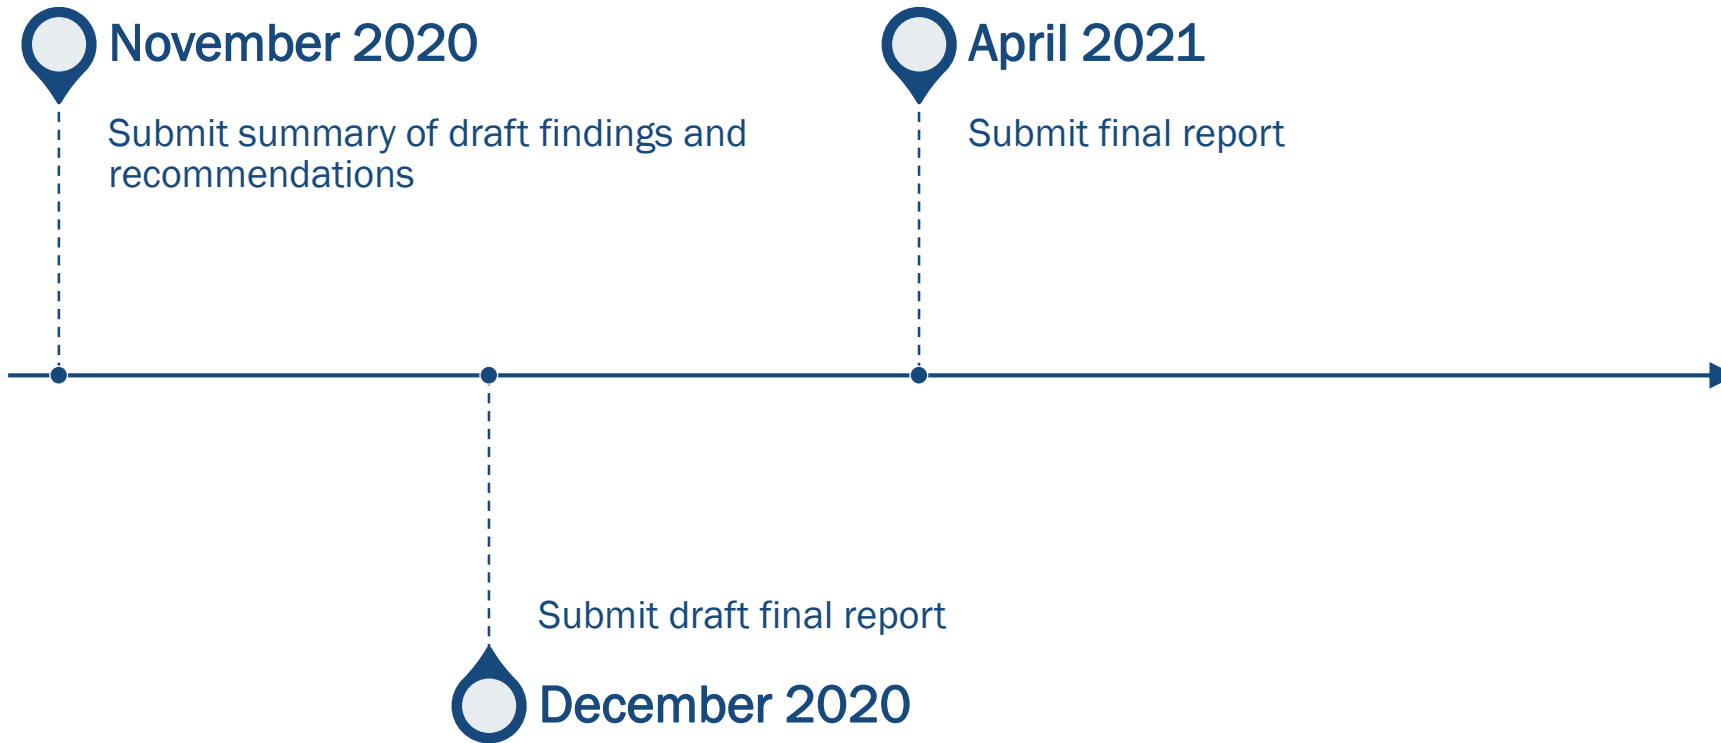 November 2020
Submit summary of draft findings and
recommendations
April 2021
Submit final report
Submit draft final report
December 2020